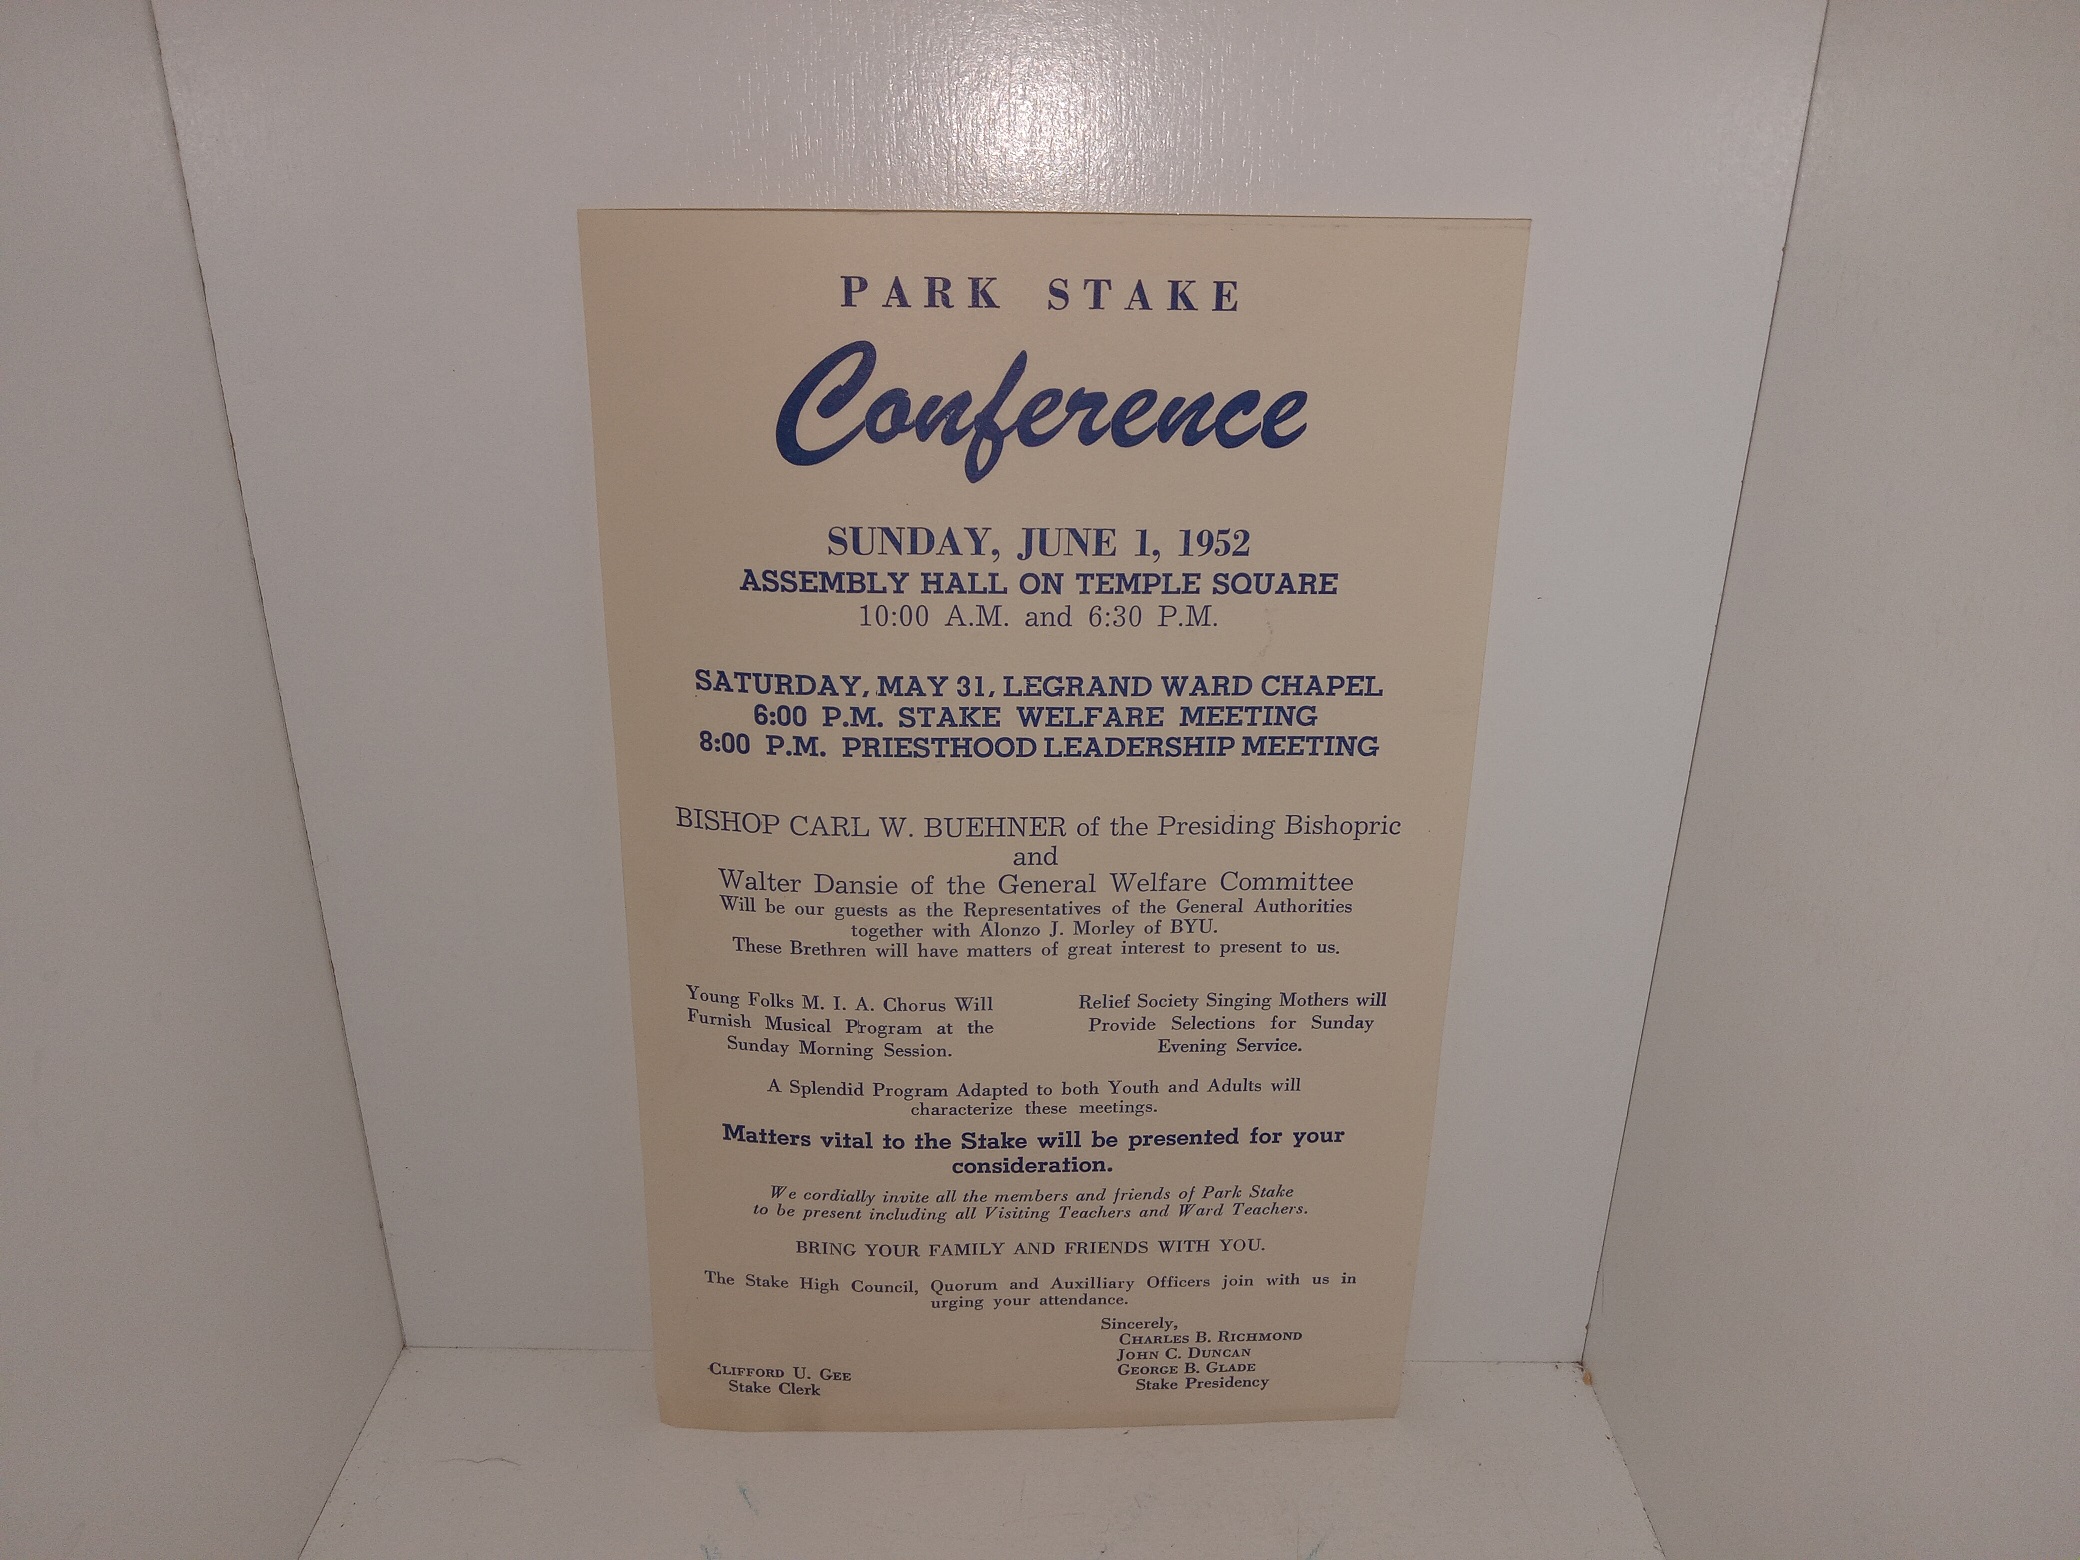 PARK STAKE
Conference
SUNDAY, JUNE 1, 1952
ASSEMBLY HALL ON TEMPLE SQUARE
10:00 A.M. and 6:30 P.M.
SATURDAY, MAY 31, LEGRAND WARD CHAPEL
6:00 P.M. STAKE WELFARE MEETING
8:00 P.M. PRIESTHOOD LEADERSHIP MEETING
BISHOP CARL W. BUEHNER of the Presiding Bishopric
and
Walter Dansie of the General Welfare Committee
Will be our guests as the Representatives of the General Authorities
together with Alonzo J. Morley of BYU.
These Brethren will have matters of great interest to present to us.
Young Folks M. I. A. Chorus Will
Furnish Musical Program at the
Sunday Morning Session.
Relief Society Singing Mothers will
Provide Selections for Sunday
Evening Service.
A Splendid Program Adapted to both Youth and Adults will
characterize these meetings.
Matters vital to the Stake will be presented for your
consideration.
We cordially invite all the members and friends of Park Stake
to be present including all Visiting Teachers and Ward Teachers.
BRING YOUR FAMILY AND FRIENDS WITH YOU.
The Stake High Council, Quorum and Auxilliary Officers join with us in
urging your attendance.
Sincerely,
CHARLES B. RICHMOND
JOHN C. DUNCAN
GEORGE B. GLADE
Stake Presidency
CLIFFORD U. GEE
Stake Clerk